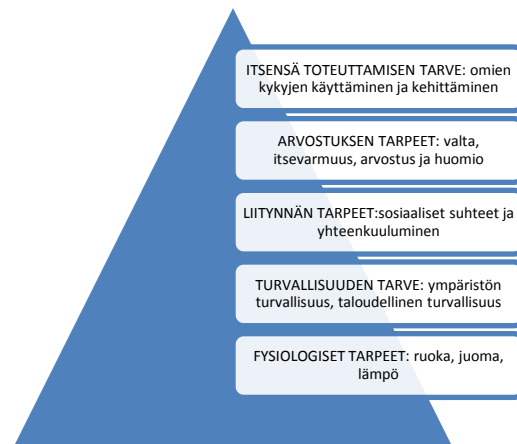 ITSENSÄ TOTEUTTAMISEN TARVE: omien
kykyjen käyttäminen ja kehittäminen
ARVOSTUKSEN TARPEET: valta,
itsevarmuus, arvostus ja huomio
LIITYNNÄN TARPEET:sosiaaliset suhteet ja
yhteenkuuluminen
TURVALLISUUDEN TARVE: ympäristön
turvallisuus, taloudellinen turvallisuus
FYSIOLOGISET TARPEET: ruoka, juoma,
lämpö